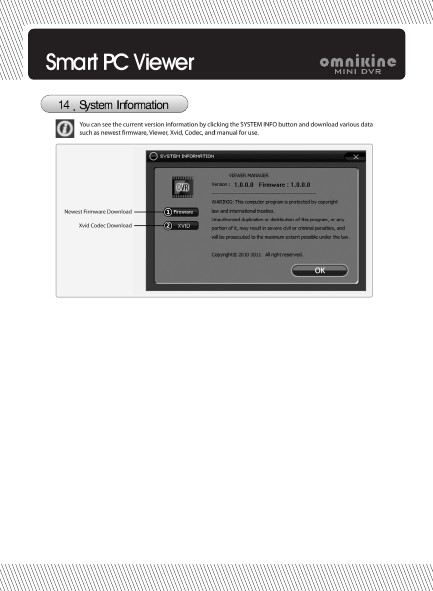 Smart PC Viewer
omnikine
MINI DVR
14 . System Information
You can see the current version information by clicking the SYSTEM INFO button and download various data
such as newest firmware, Viewer, Xvid, Codec, and manual for use.
SYSTEM INFORMATION
VIEWER MANAGER
DVR
Version : 1.0.0.0 Firmware : 1.0.0.0
WARNING: This computer program is protected by copyright
law and international treaties.
Unauthorized duplication or distribution of this program, or any
portion of it, may result in severe civil or criminal penalties, and
will be prosecuted to the maximum extent possible under the law.
Newest Firmware Download
1 Firmware
Xvid Codec Download
2 XVID
Copyright© 2010-2011. All right reserved.
OK